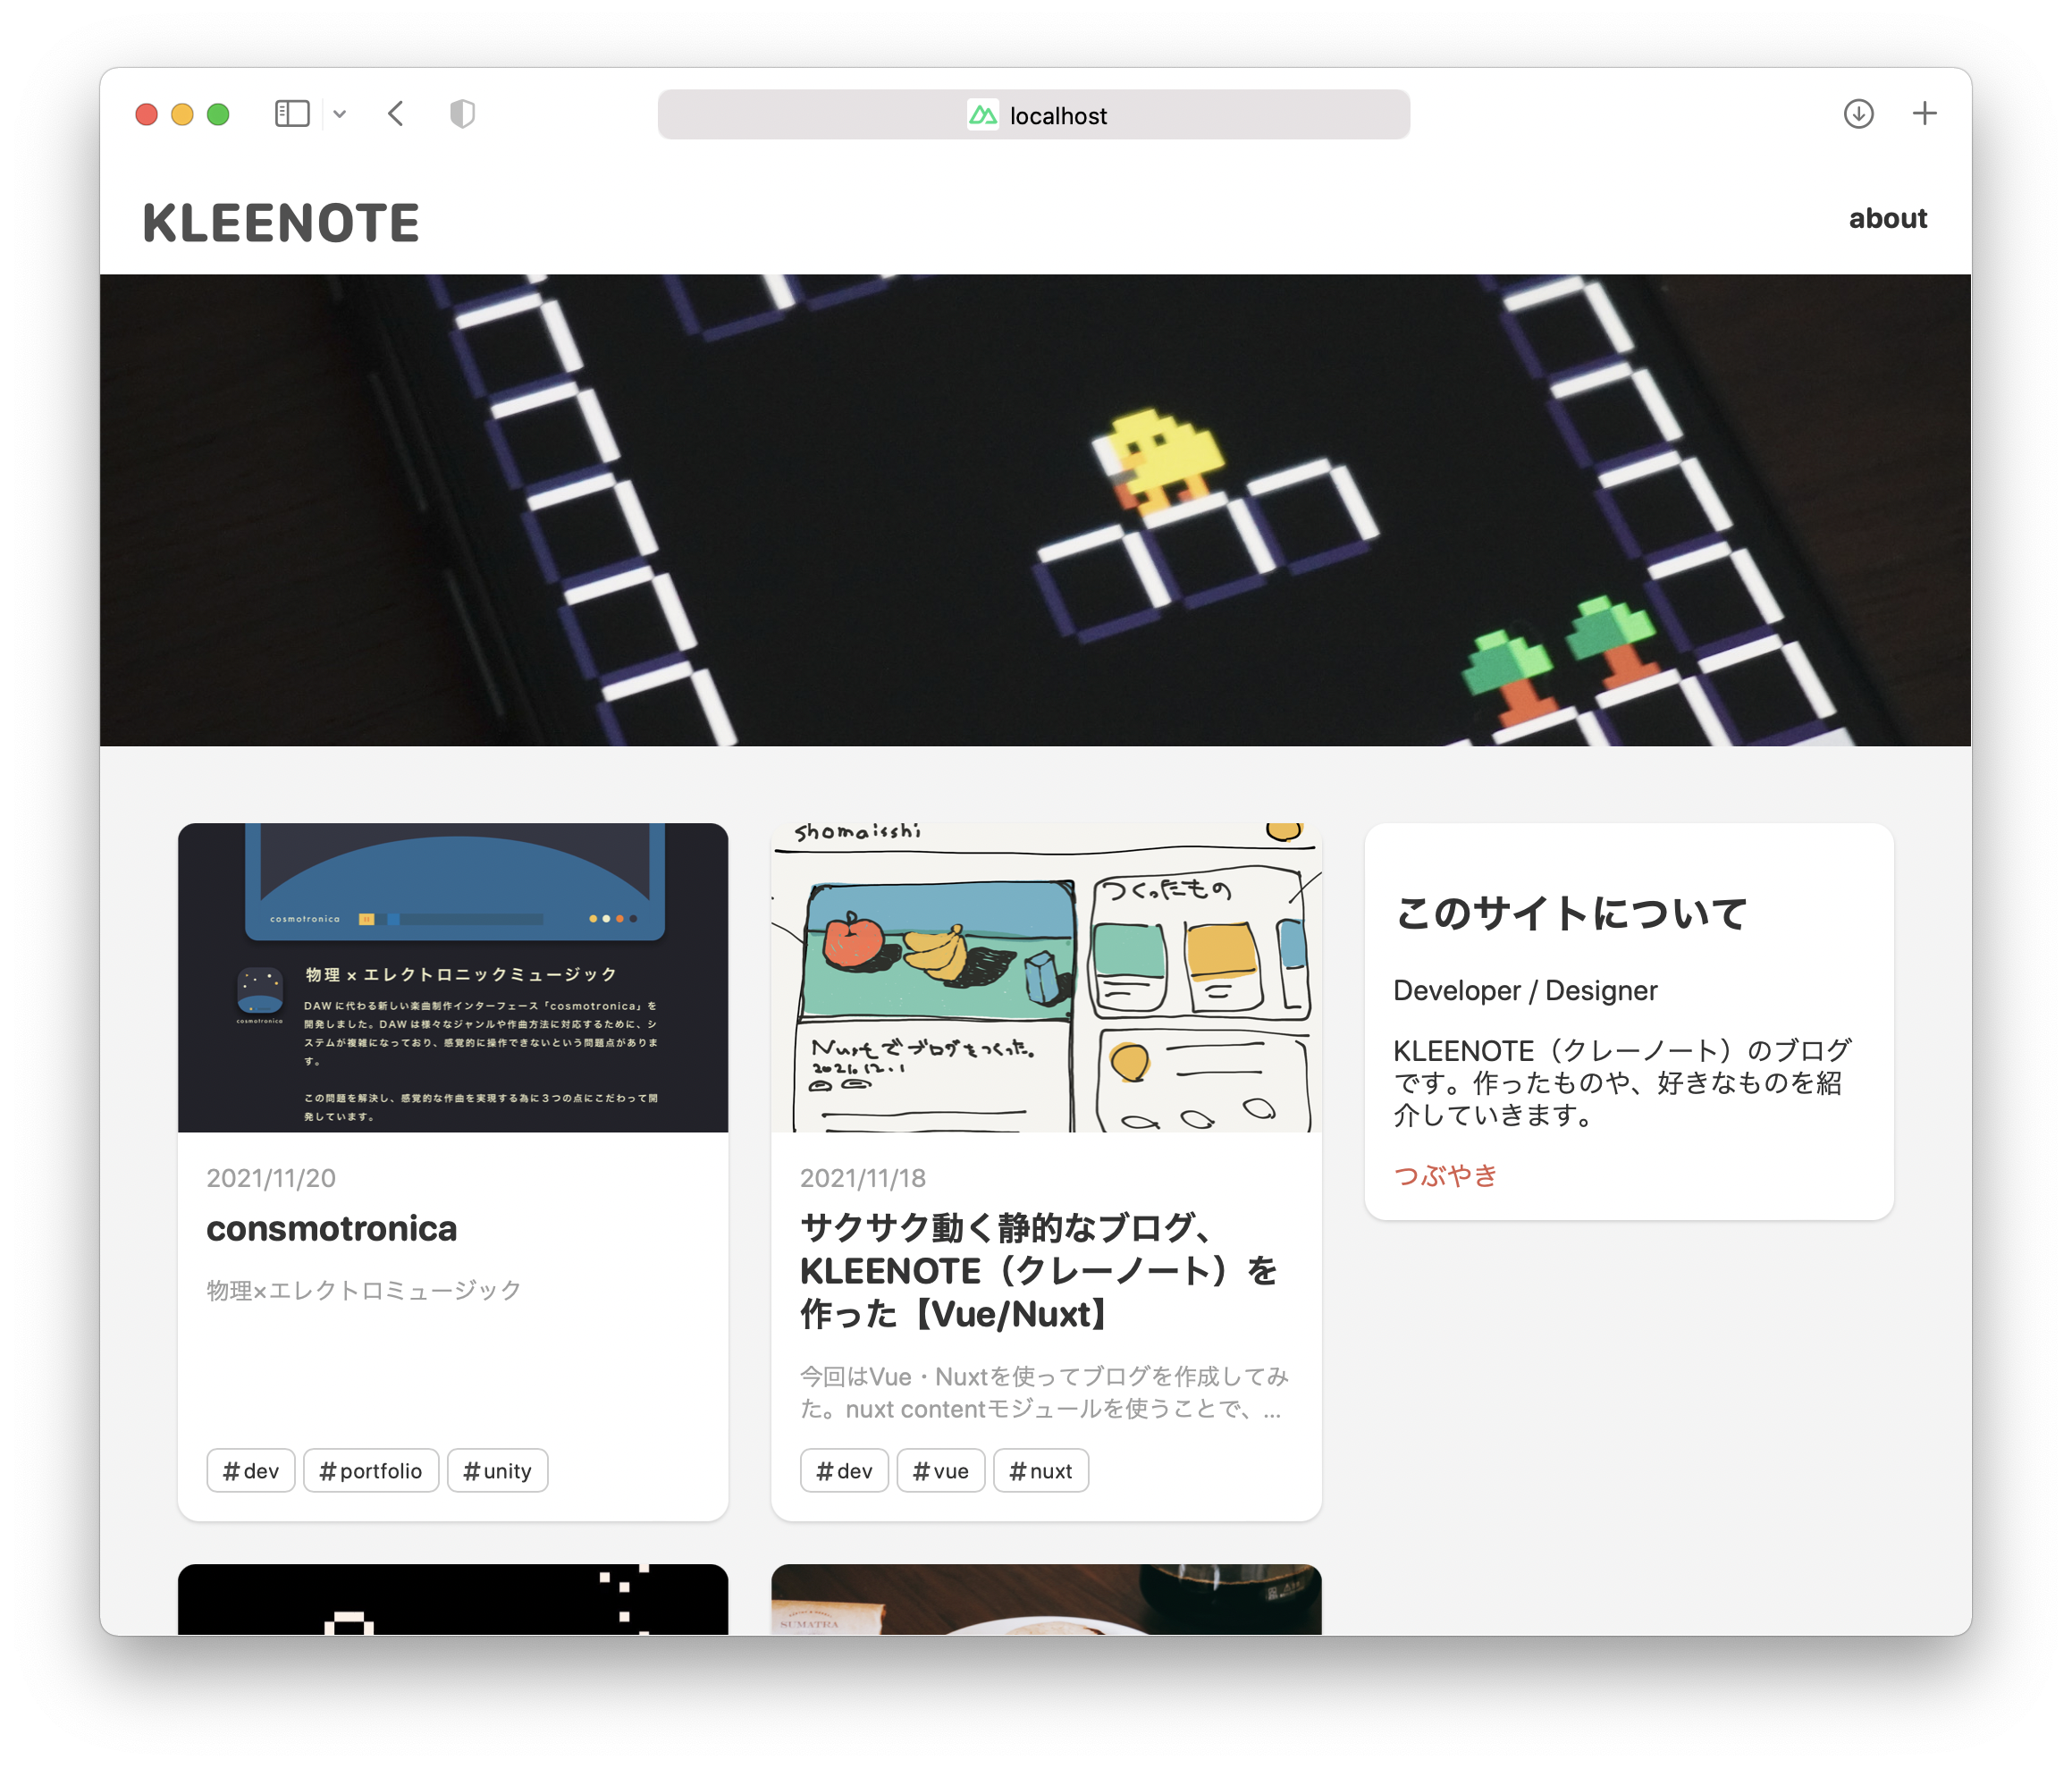 localhost
KLEENOTE
about
cosmotronica
物理 × エレクトロニックミュージック
DAW に代わる新しい楽曲制作インターフェース「cosmotronica」を
開発しました。DAW は様々なジャンルや作曲方法に対応するために、シ
ステムが複雑になっており、感覚的に操作できないという問題点がありま
す。
cosmotronica
この問題を解決し、感覚的な作曲を実現する為に３つの点にこだわって開
発しています。
2021/11/20
consmotronica
物理×エレクトロミュージック
#dev #portfolio #unity
shomaisshi
つくったもの
Nuxtでブログをつくった。
2021.12.1
2021/11/18
サクサク動く静的なブログ、
KLEENOTE（クレーノート）を
作った【Vue/Nuxt】
今回はVue・Nuxtを使ってブログを作成してみ
た。nuxt contentモジュールを使うことで、...
#dev #vue #nuxt
このサイトについて
Developer / Designer
KLEENOTE（クレーノート）のブログ
です。作ったものや、好きなものを紹
介していきます。
つぶやき
SUMATRA